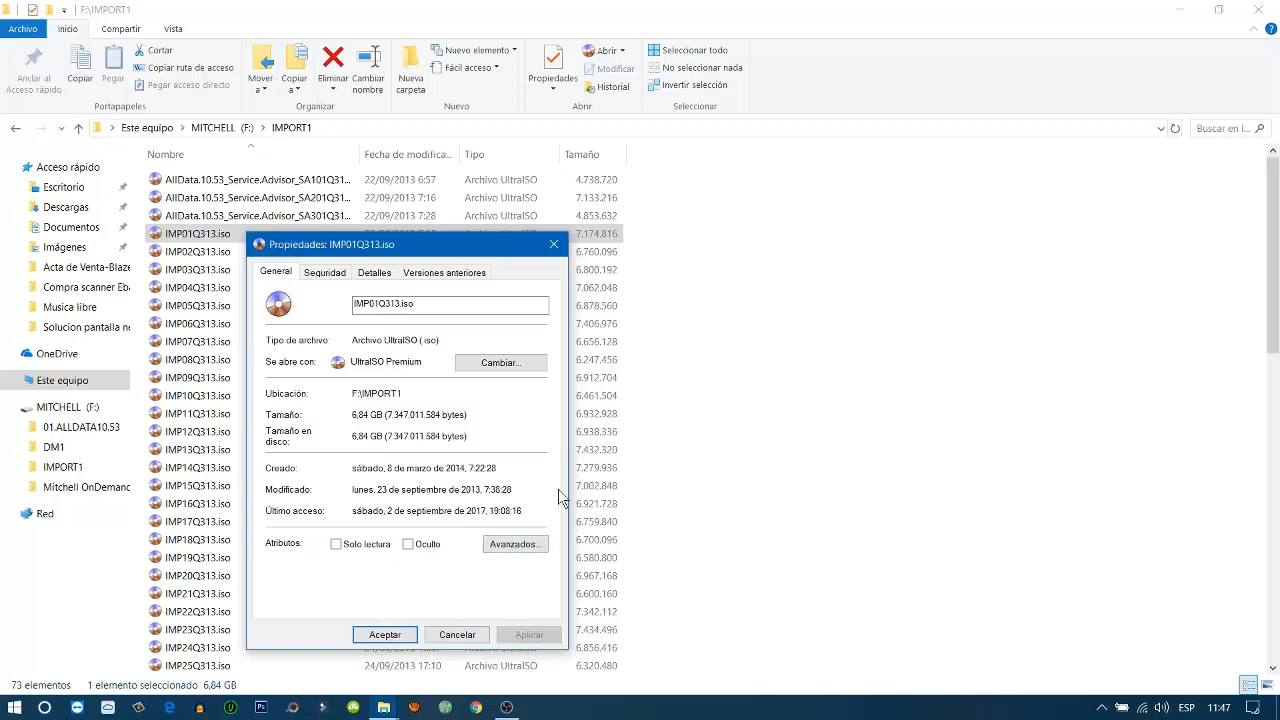 F:\IMPORT1
Archivo Inicio Compartir Vista
Anclar al Acceso rápido
Copiar
Pegar
Cortar
Copiar ruta de acceso
Pegar acceso directo
Portapapeles
Mover a
Copiar a
Eliminar
Cambiar nombre
Organizar
Nueva carpeta
Nuevo elemento
Fácil acceso
Nuevo
Propiedades
Abrir
Modificar
Historial
Abrir
Seleccionar todo
No seleccionar nada
Invertir selección
Seleccionar
Este equipo > MITCHELL (F:) > IMPORT1
Buscar en I...
Acceso rápido
Escritorio
Descargas
Documentos
Imágenes
Acta de Venta-Blaze
Compra scanner Eba
Musica libre
Solucion pantalla ne
OneDrive
Este equipo
MITCHELL (F:)
01.ALLDATA10.53
DM1
IMPORT1
Mitchell OnDemand
Red
Nombre Fecha de modifica... Tipo Tamaño
AllData.10.53_Service.Advisor_SA101Q31... 22/09/2013 6:57 Archivo UltraISO 4.738.720
AllData.10.53_Service.Advisor_SA201Q31... 22/09/2013 7:16 Archivo UltraISO 7.133.216
AllData.10.53_Service.Advisor_SA301Q31... 22/09/2013 7:28 Archivo UltraISO 4.853.632
IMP01Q313.iso 7.174.816
IMP02Q313.iso 6.760.096
IMP03Q313.iso 6.800.192
IMP04Q313.iso 7.062.048
IMP05Q313.iso 6.878.560
IMP06Q313.iso 7.406.976
IMP07Q313.iso 6.656.128
IMP08Q313.iso 6.247.456
IMP09Q313.iso 6.912.704
IMP10Q313.iso 6.461.504
IMP11Q313.iso 6.932.928
IMP12Q313.iso 6.938.336
IMP13Q313.iso 7.432.320
IMP14Q313.iso 7.279.936
IMP15Q313.iso 7.002.848
IMP16Q313.iso 6.921.728
IMP17Q313.iso 6.759.840
IMP18Q313.iso 6.700.096
IMP19Q313.iso 6.580.800
IMP20Q313.iso 6.967.168
IMP21Q313.iso 6.600.160
IMP22Q313.iso 7.342.112
IMP23Q313.iso 7.434.496
IMP24Q313.iso 6.856.416
IMP25Q313.iso 24/09/2013 17:10 Archivo UltraISO 6.320.480
Propiedades: IMP01Q313.iso
General Seguridad Detalles Versiones anteriores
IMP01Q313.iso
Tipo de archivo: Archivo UltraISO (.iso)
Se abre con: UltraISO Premium Cambiar...
Ubicación: F:\IMPORT1
Tamaño: 6,84 GB (7.347.011.584 bytes)
Tamaño en disco: 6,84 GB (7.347.011.584 bytes)
Creado: sábado, 8 de marzo de 2014, 7:22:28
Modificado: lunes, 23 de septiembre de 2013, 7:38:28
Último acceso: sábado, 2 de septiembre de 2017, 19:08:16
Atributos: Solo lectura Oculto Avanzados...
Aceptar Cancelar Aplicar
73 elementos 1 elemento seleccionado 6,84 GB
ESP 11:47